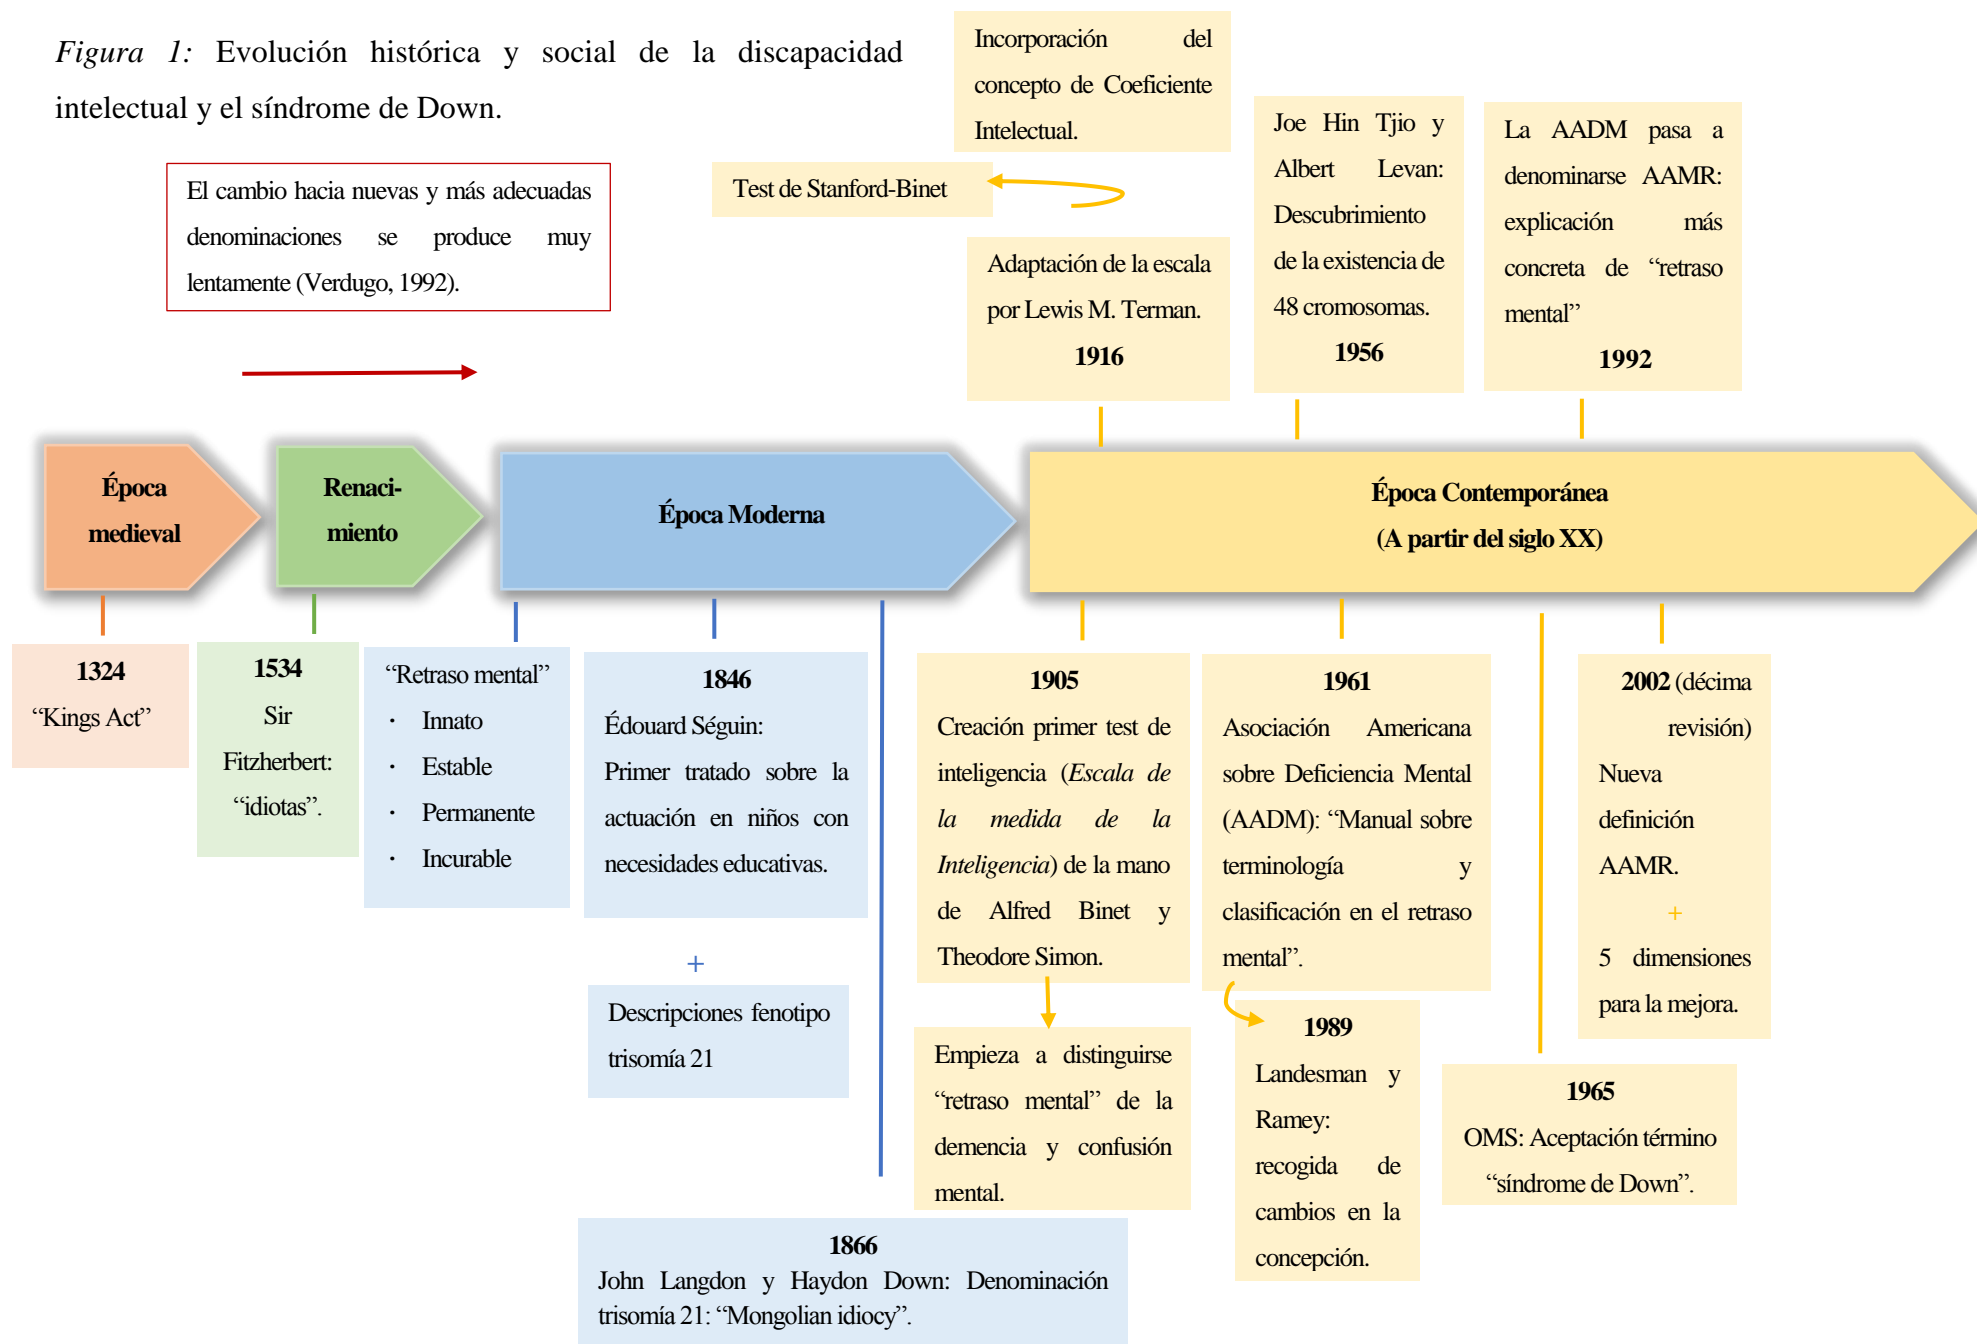 Figura 1: Evolución histórica y social de la discapacidad
intelectual y el síndrome de Down.
El cambio hacia nuevas y más adecuadas
denominaciones se produce muy
lentamente (Verdugo, 1992).
Incorporación del
concepto de Coeficiente
Intelectual.
Test de Stanford-Binet
Adaptación de la escala
por Lewis M. Terman.
1916
Joe Hin Tjio y
Albert Levan:
Descubrimiento
de la existencia de
48 cromosomas.
1956
La AADM pasa a
denominarse AAMR:
explicación más
concreta de “retraso
mental”
1992
Época
medieval
Renaci-
miento
Época Moderna
Época Contemporánea
(A partir del siglo XX)
1324
“Kings Act”
1534
Sir
Fitzherbert:
“idiotas”.
“Retraso mental”
· Innato
· Estable
· Permanente
· Incurable
1846
Édouard Séguin:
Primer tratado sobre la
actuación en niños con
necesidades educativas.
+
Descripciones fenotipo
trisomía 21
1866
John Langdon y Haydon Down: Denominación
trisomía 21: “Mongolian idiocy”.
1905
Creación primer test de
inteligencia (Escala de
la medida de la
Inteligencia) de la mano
de Alfred Binet y
Theodore Simon.
Empieza a distinguirse
“retraso mental” de la
demencia y confusión
mental.
1961
Asociación Americana
sobre Deficiencia Mental
(AADM): “Manual sobre
terminología y
clasificación en el retraso
mental”.
1989
Landesman y
Ramey:
recogida de
cambios en la
concepción.
1965
OMS: Aceptación término
“síndrome de Down”.
2002 (décima
revisión)
Nueva
definición
AAMR.
+
5 dimensiones
para la mejora.